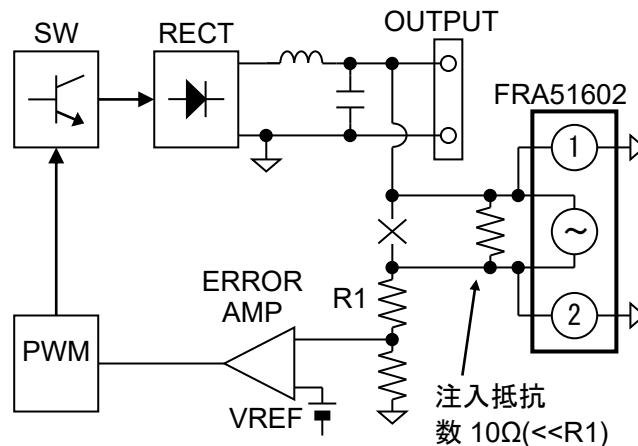 OUTPUT
SW
RECT
FRA51602
1
~
2
ERROR
AMP
R1
PWM
VREF
注入抵抗
数 10Ω(<<R1)